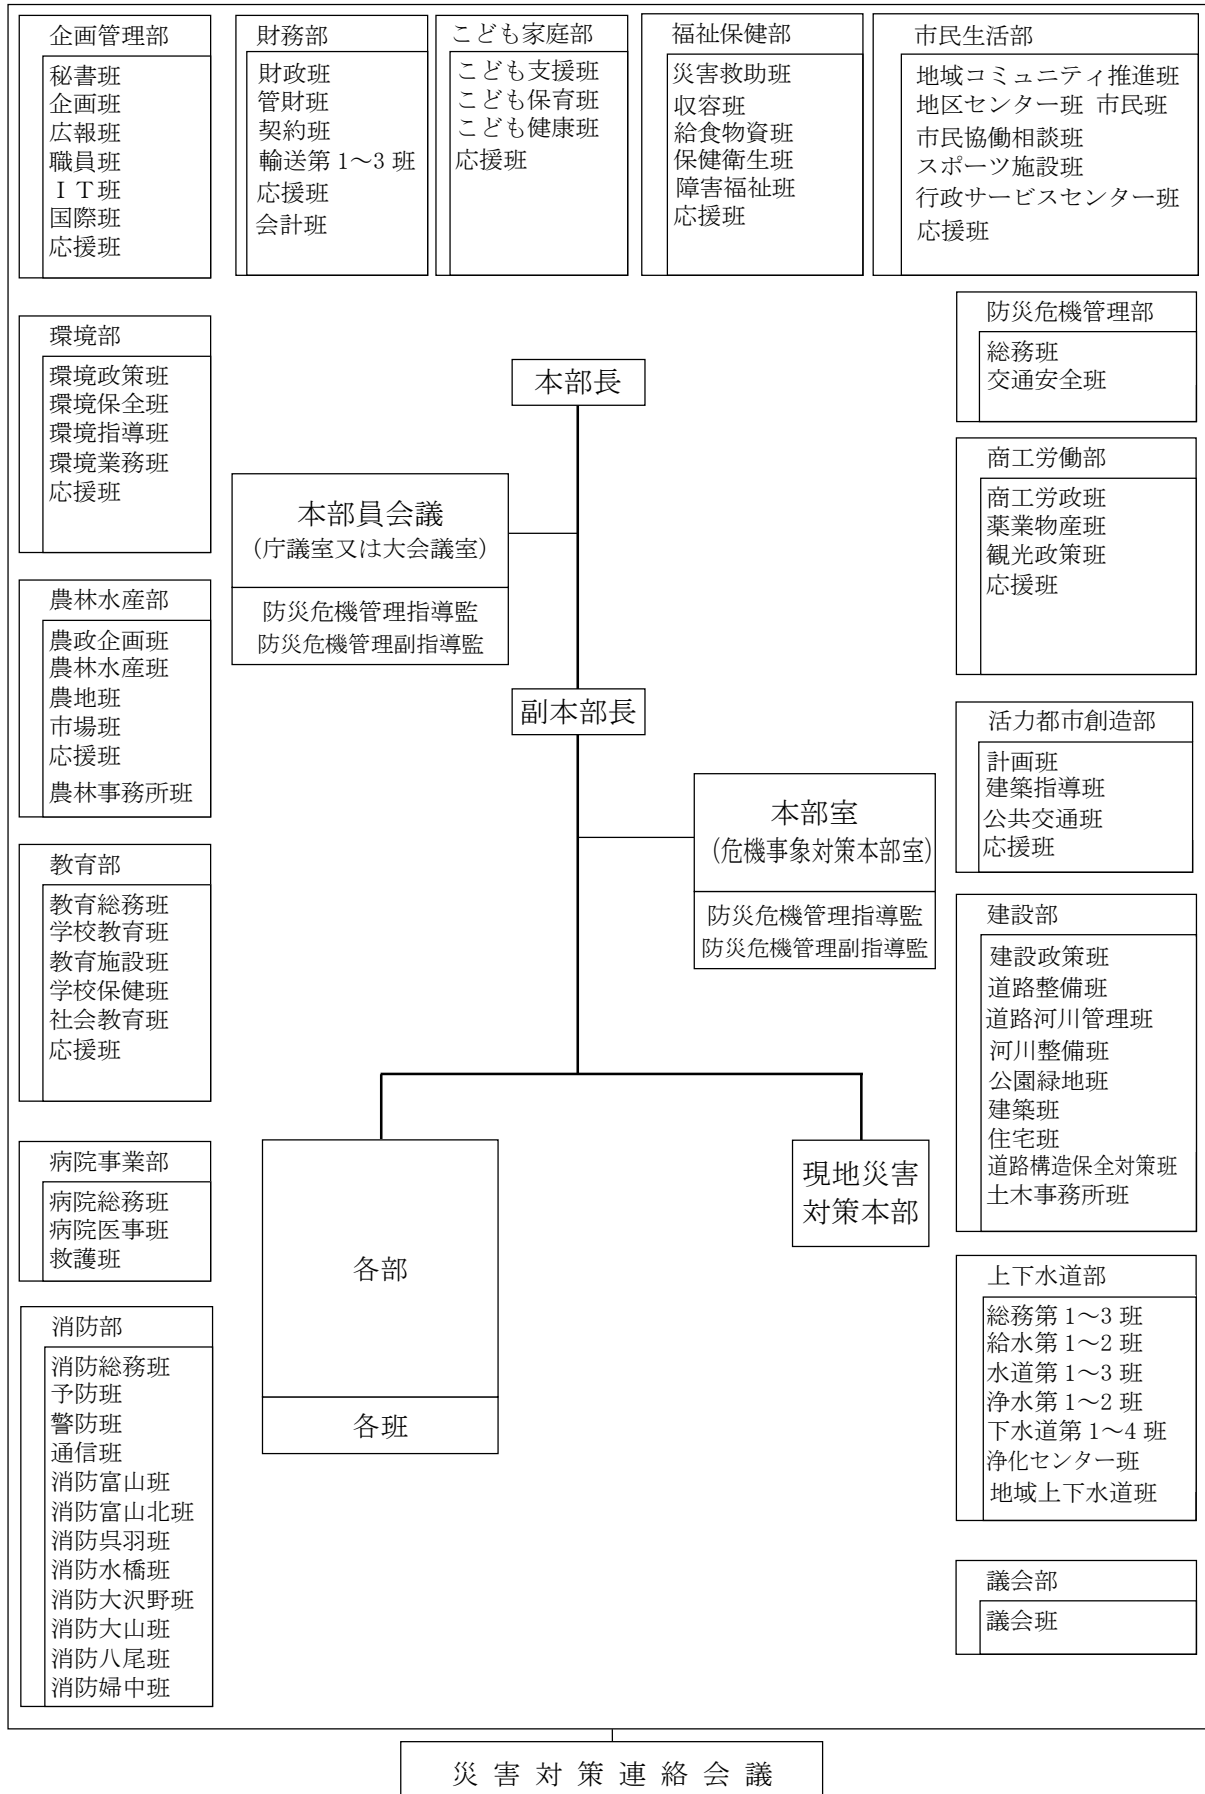 企画管理部
秘書班
企画班
広報班
職員班
ＩＴ班
国際班
応援班
財務部
財政班
管財班
契約班
輸送第1～3班
応援班
会計班
こども家庭部
こども支援班
こども保育班
こども健康班
応援班
福祉保健部
災害救助班
収容班
給食物資班
保健衛生班
障害福祉班
応援班
市民生活部
地域コミュニティ推進班
地区センター班 市民班
市民協働相談班
スポーツ施設班
行政サービスセンター班
応援班
環境部
環境政策班
環境保全班
環境指導班
環境業務班
応援班
農林水産部
農政企画班
農林水産班
農地班
市場班
応援班
農林事務所班
教育部
教育総務班
学校教育班
教育施設班
学校保健班
社会教育班
応援班
病院事業部
病院総務班
病院医事班
救護班
消防部
消防総務班
予防班
警防班
通信班
消防富山班
消防富山北班
消防呉羽班
消防水橋班
消防大沢野班
消防大山班
消防八尾班
消防婦中班
本部長
本部員会議
(庁議室又は大会議室)
防災危機管理指導監
防災危機管理副指導監
副本部長
本部室
(危機事象対策本部室)
防災危機管理指導監
防災危機管理副指導監
各部
各班
現地災害
対策本部
防災危機管理部
総務班
交通安全班
商工労働部
商工労政班
薬業物産班
観光政策班
応援班
活力都市創造部
計画班
建築指導班
公共交通班
応援班
建設部
建設政策班
道路整備班
道路河川管理班
河川整備班
公園緑地班
建築班
住宅班
道路構造保全対策班
土木事務所班
上下水道部
総務第1～3班
給水第1～2班
水道第1～3班
浄水第1～2班
下水道第1～4班
浄化センター班
地域上下水道班
議会部
議会班
災害対策連絡会議